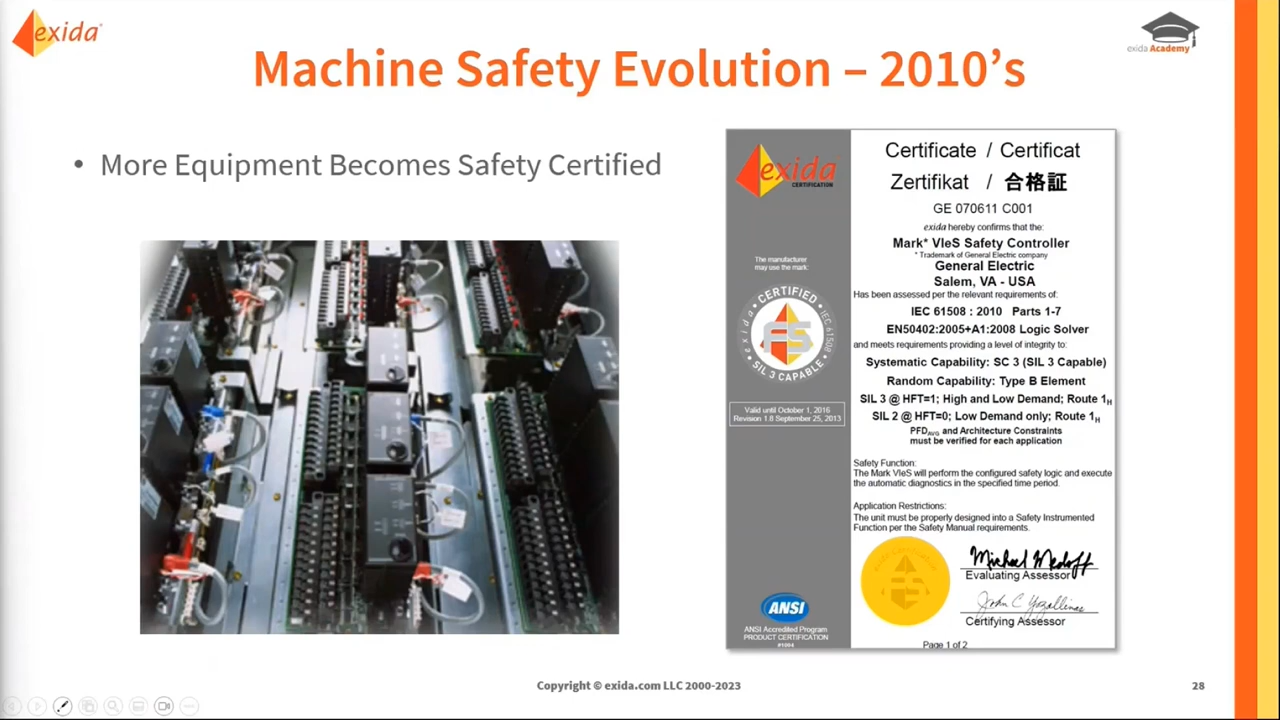 exida
exida Academy
Machine Safety Evolution – 2010's
• More Equipment Becomes Safety Certified
exida
CERTIFICATION
The manufacturer
may use the mark:
exida CERTIFIED IEC 61508
FS
SIL 3 CAPABLE
Valid until October 1, 2016
Revision 1.8 September 25, 2013
ANSI
ANSI Accredited Program
PRODUCT CERTIFICATION
#1004
Certificate / Certificat
Zertifikat / 合格証
GE 070611 C001
exida hereby confirms that the:
Mark* VIeS Safety Controller
* Trademark of General Electric company
General Electric
Salem, VA - USA
Has been assessed per the relevant requirements of:
IEC 61508 : 2010 Parts 1-7
EN50402:2005+A1:2008 Logic Solver
and meets requirements providing a level of integrity to:
Systematic Capability: SC 3 (SIL 3 Capable)
Random Capability: Type B Element
SIL 3 @ HFT=1; High and Low Demand; Route 1H
SIL 2 @ HFT=0; Low Demand only; Route 1H
PFDAVG and Architecture Constraints
must be verified for each application
Safety Function:
The Mark VIeS will perform the configured safety logic and execute
the automatic diagnostics in the specified time period.
Application Restrictions:
The unit must be properly designed into a Safety Instrumented
Function per the Safety Manual requirements.
Evaluating Assessor
John C Yozallinas
Certifying Assessor
Page 1 of 2
Copyright © exida.com LLC 2000-2023
28